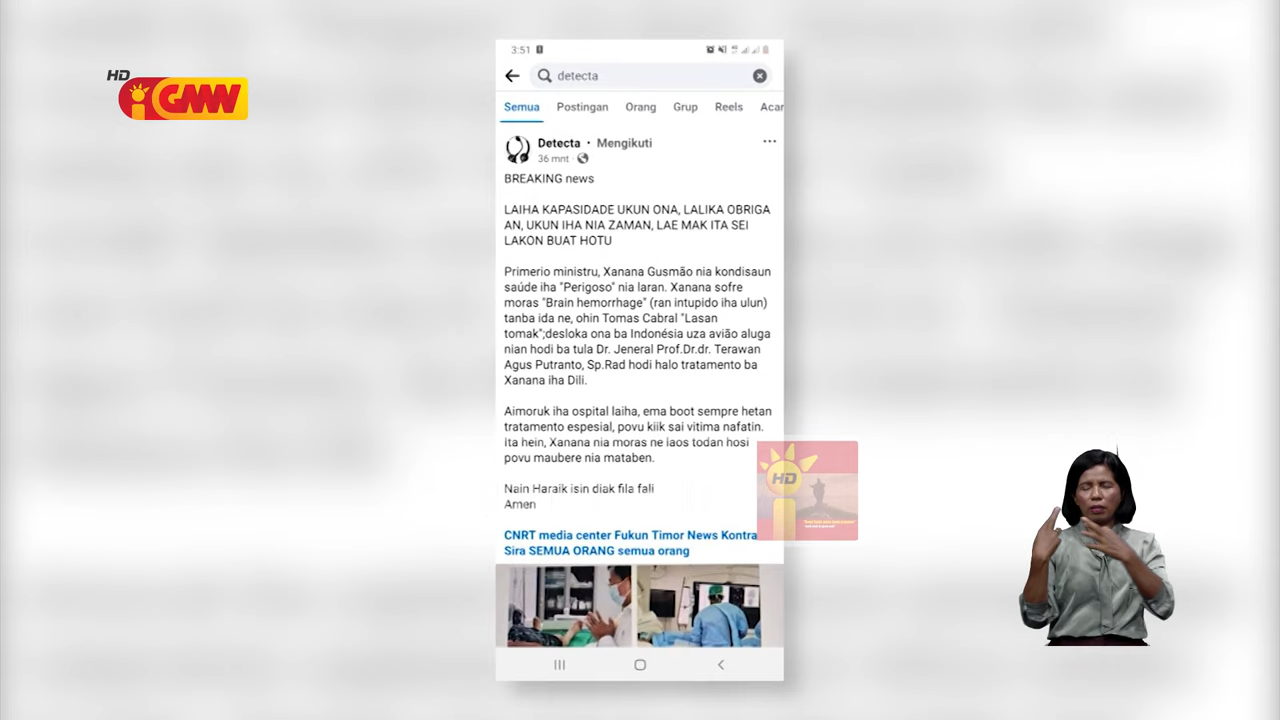 HD
i GMN
3:51
detecta
Semua Postingan Orang Grup Reels Acar
Detecta • Mengikuti
36 mnt ·
BREAKING news
LAIHA KAPASIDADE UKUN ONA, LALIKA OBRIGA
AN, UKUN IHA NIA ZAMAN, LAE MAK ITA SEI
LAKON BUAT HOTU
Primerio ministru, Xanana Gusmão nia kondisaun
saúde iha "Perigoso" nia laran. Xanana sofre
moras "Brain hemorrhage" (ran intupido iha ulun)
tanba ida ne, ohin Tomas Cabral "Lasan
tomak";desloka ona ba Indonésia uza avião aluga
nian hodi ba tula Dr. Jeneral Prof.Dr.dr. Terawan
Agus Putranto, Sp.Rad hodi halo tratamento ba
Xanana iha Dili.
Aimoruk iha ospital laiha, ema boot sempre hetan
tratamento espesial, povu kiik sai vitima nafatin.
Ita hein, Xanana nia moras ne laos todan hosi
povu maubere nia mataben.
Nain Haraik isin diak fila fali
Amen
CNRT media center Fukun Timor News Kontra
Sira SEMUA ORANG semua orang
HD